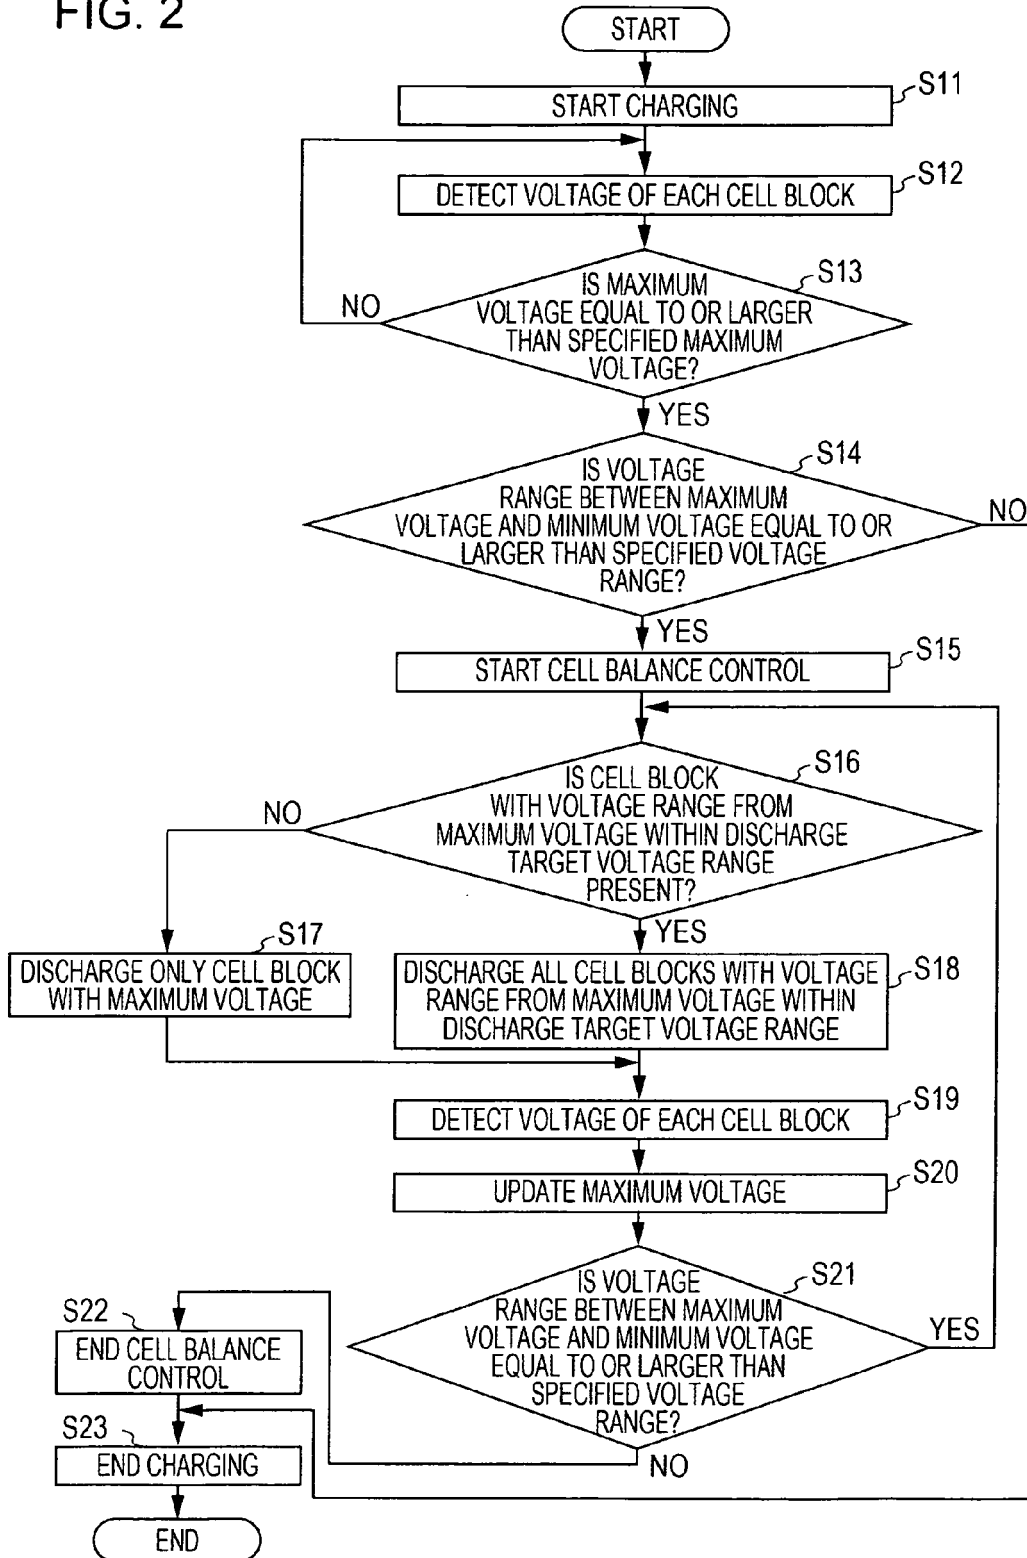 FIG. 2
START
START CHARGING
S11
DETECT VOLTAGE OF EACH CELL BLOCK
S12
IS MAXIMUM
VOLTAGE EQUAL TO OR LARGER
THAN SPECIFIED MAXIMUM
VOLTAGE?
S13
NO
YES
IS VOLTAGE
RANGE BETWEEN MAXIMUM
VOLTAGE AND MINIMUM VOLTAGE EQUAL TO OR
LARGER THAN SPECIFIED VOLTAGE
RANGE?
S14
NO
YES
START CELL BALANCE CONTROL
S15
IS CELL BLOCK
WITH VOLTAGE RANGE FROM
MAXIMUM VOLTAGE WITHIN DISCHARGE
TARGET VOLTAGE RANGE
PRESENT?
S16
NO
YES
S17
DISCHARGE ONLY CELL BLOCK
WITH MAXIMUM VOLTAGE
DISCHARGE ALL CELL BLOCKS WITH VOLTAGE
RANGE FROM MAXIMUM VOLTAGE WITHIN
DISCHARGE TARGET VOLTAGE RANGE
S18
DETECT VOLTAGE OF EACH CELL BLOCK
S19
UPDATE MAXIMUM VOLTAGE
S20
IS VOLTAGE
RANGE BETWEEN MAXIMUM
VOLTAGE AND MINIMUM VOLTAGE
EQUAL TO OR LARGER THAN
SPECIFIED VOLTAGE
RANGE?
S21
YES
NO
S22
END CELL BALANCE
CONTROL
S23
END CHARGING
END